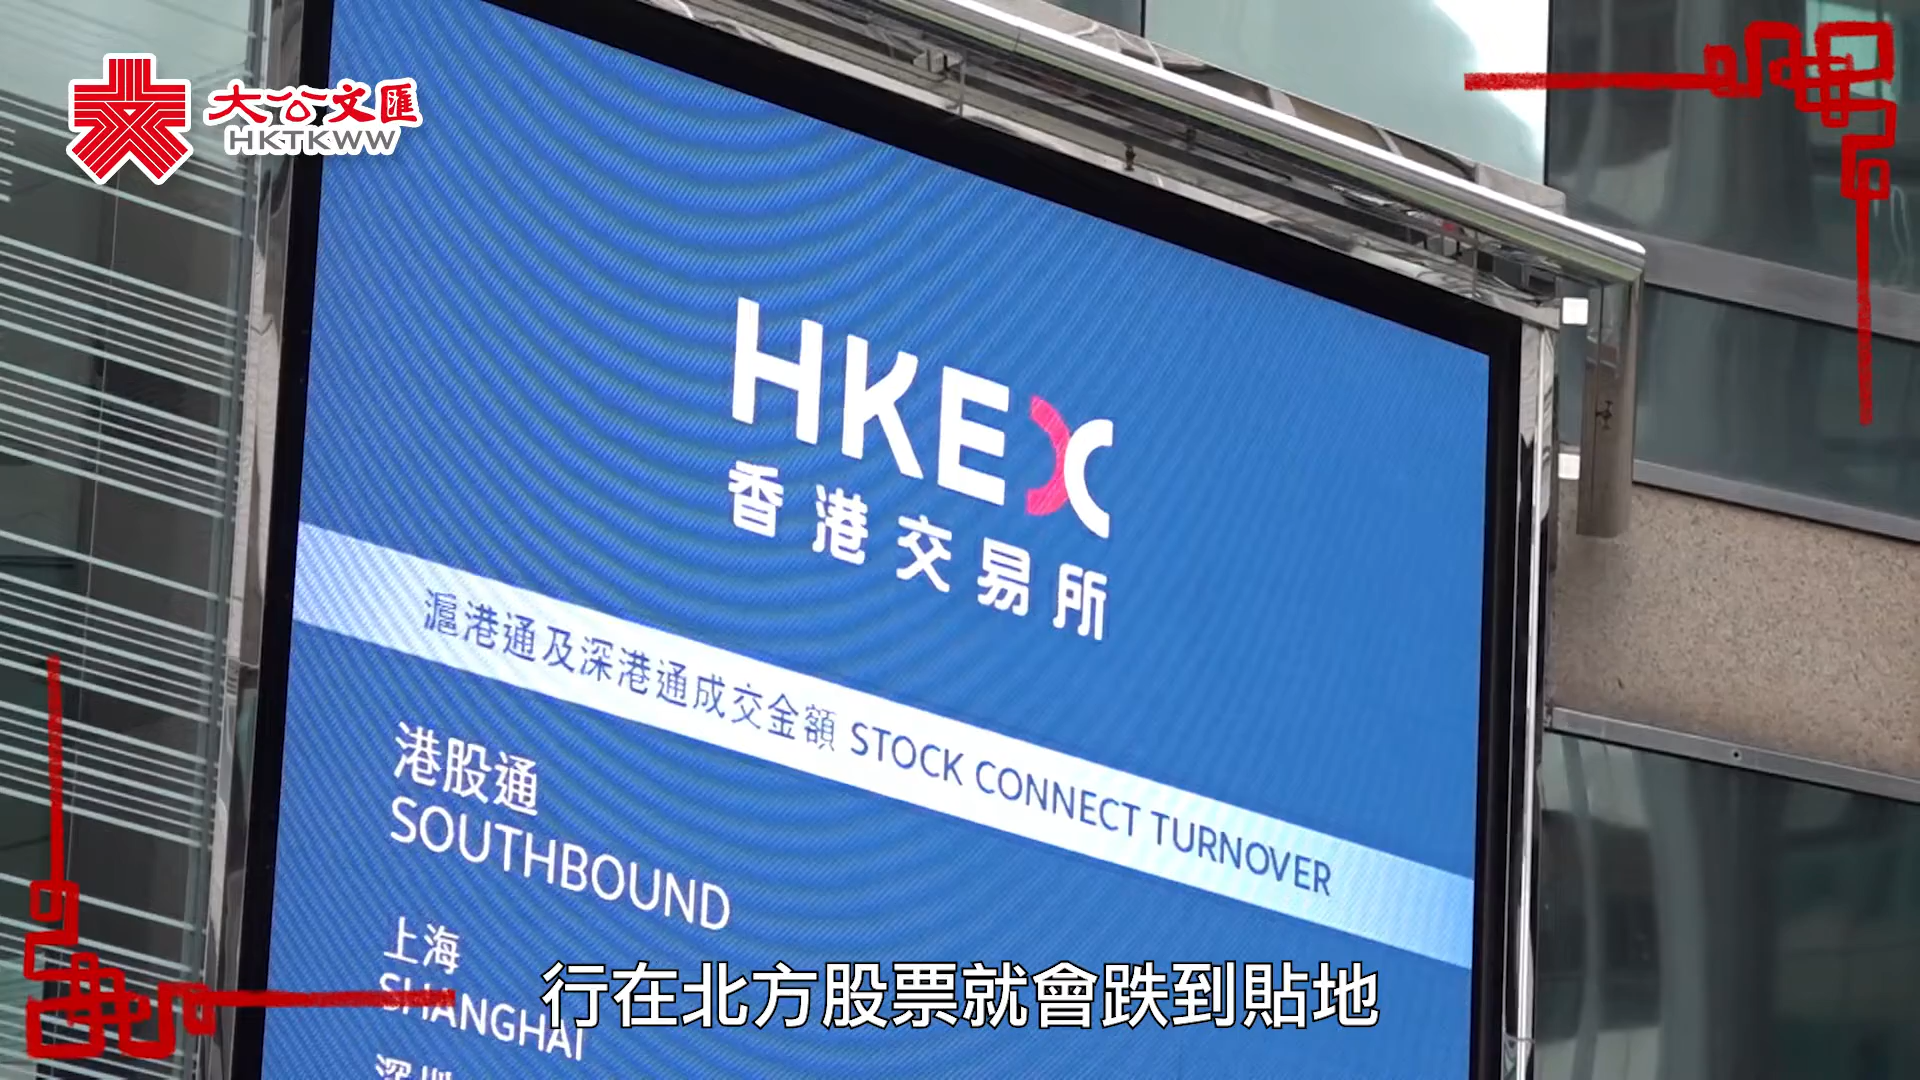 大公文匯
HKTKWW
HKEX
香港交易所
滬港通及深港通成交金額 STOCK CONNECT TURNOVER
港股通
SOUTHBOUND
上海
SHANGHAI
深圳
行在北方股票就會跌到貼地